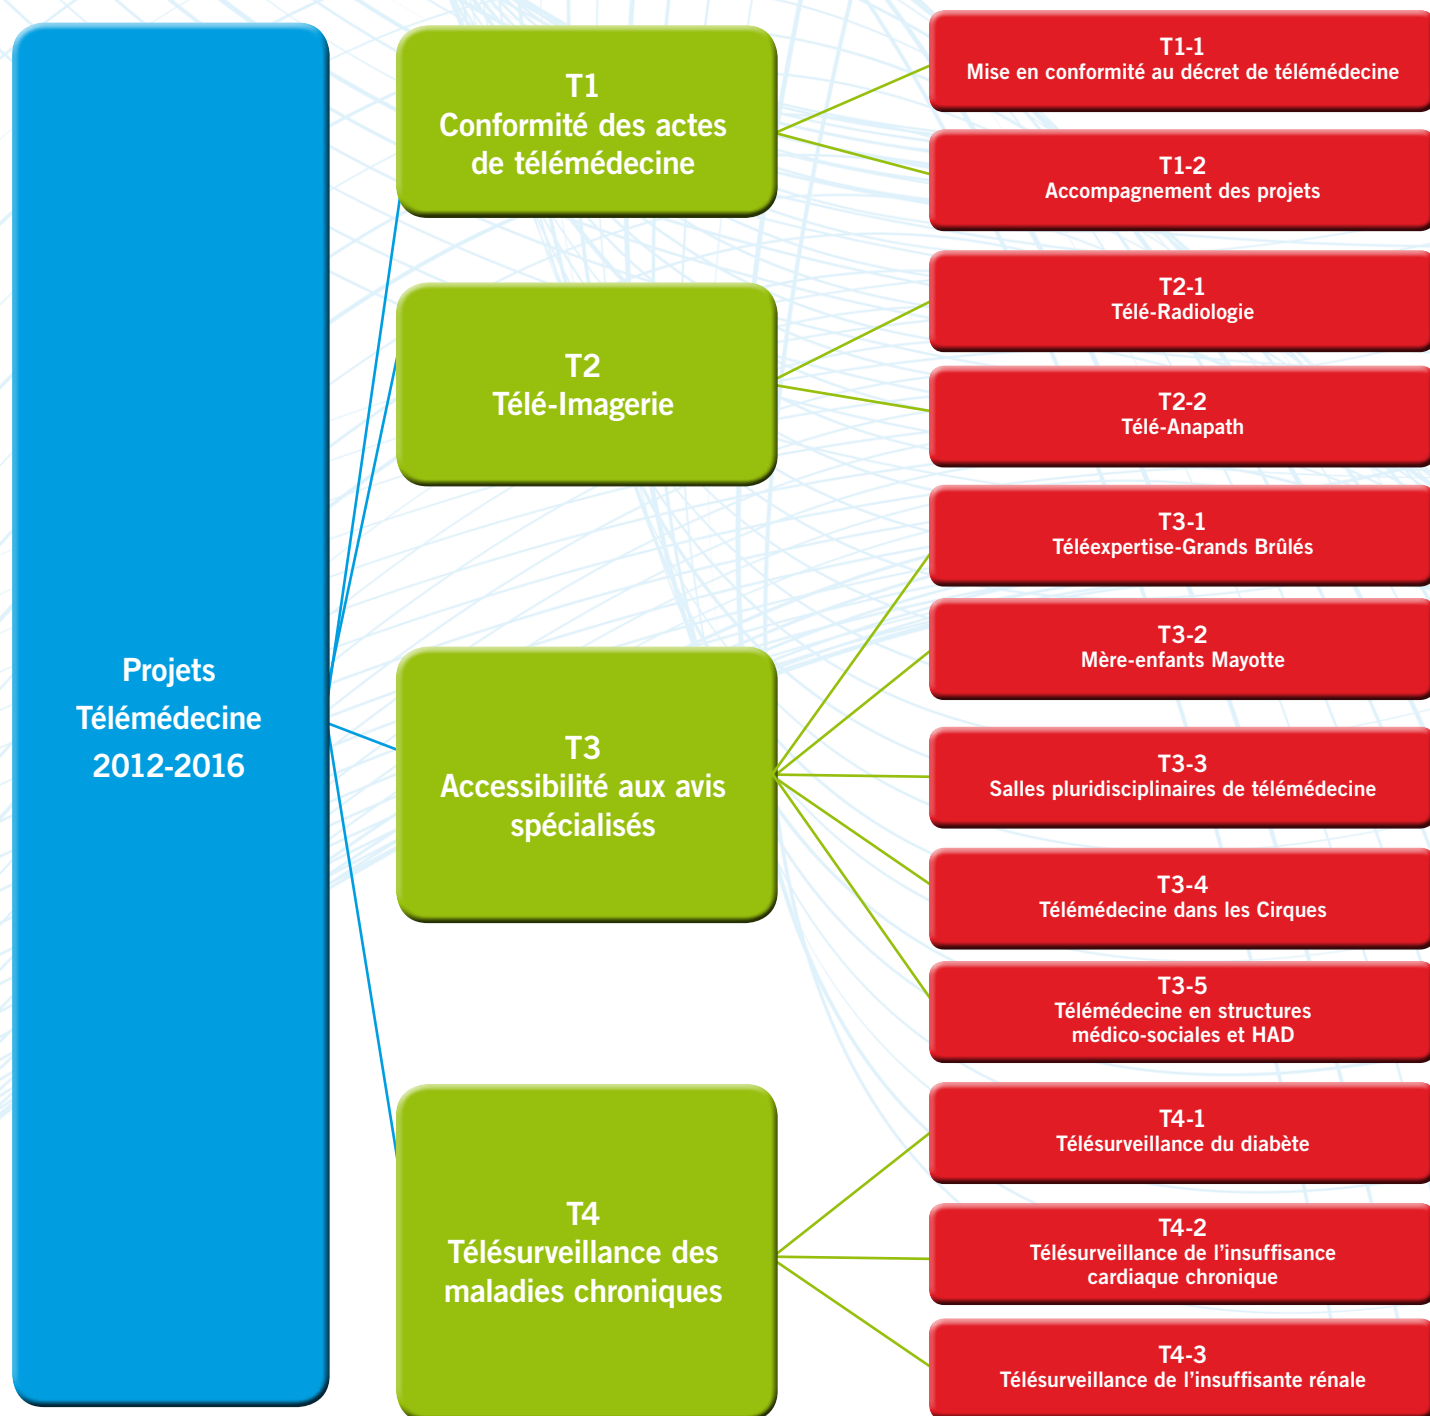 Projets
Télémédecine
2012-2016
T1
Conformité des actes
de télémédecine
T1-1
Mise en conformité au décret de télémédecine
T1-2
Accompagnement des projets
T2
Télé-Imagerie
T2-1
Télé-Radiologie
T2-2
Télé-Anapath
T3
Accessibilité aux avis
spécialisés
T3-1
Téléexpertise-Grands Brûlés
T3-2
Mère-enfants Mayotte
T3-3
Salles pluridisciplinaires de télémédecine
T3-4
Télémédecine dans les Cirques
T3-5
Télémédecine en structures
médico-sociales et HAD
T4
Télésurveillance des
maladies chroniques
T4-1
Télésurveillance du diabète
T4-2
Télésurveillance de l'insuffisance
cardiaque chronique
T4-3
Télésurveillance de l'insuffisante rénale